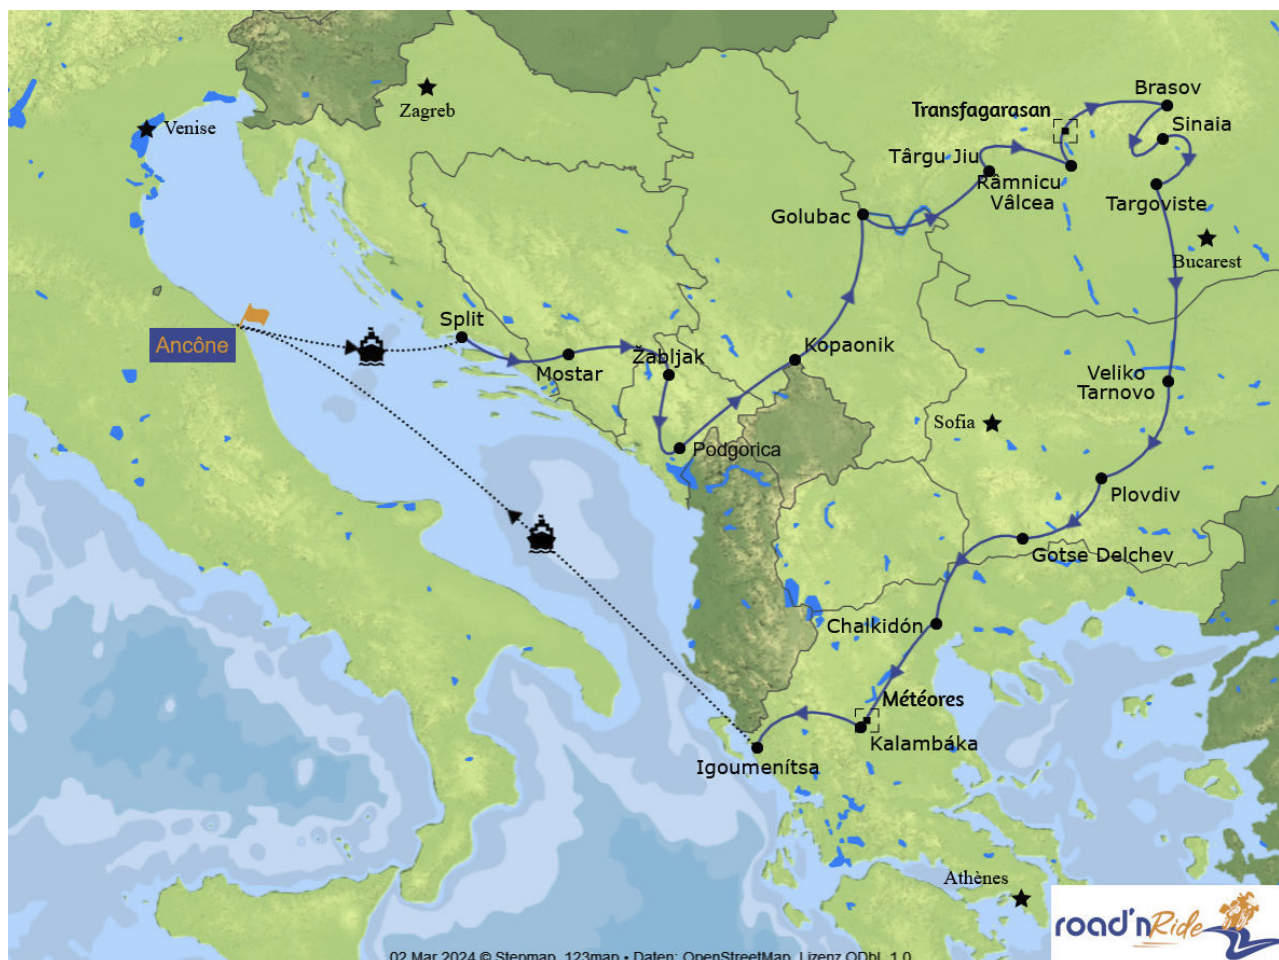 Brasov
Zagreb
Transfagarasan
Sinaia
Venise
Târgu Jiu
Râmnicu
Vâlcea
Targoviste
Golubac
Bucarest
Split
Ancône
Mostar
Žabljak
Kopaonik
Veliko
Tarnovo
Sofia
Podgorica
Plovdiv
Gotse Delchev
Chalkidón
Météores
Kalambáka
Igoumenítsa
Athènes
road'nRide
02 Mar 2024 © Stepmap, 123map • Daten: OpenStreetMap, Lizenz ODbL 1.0